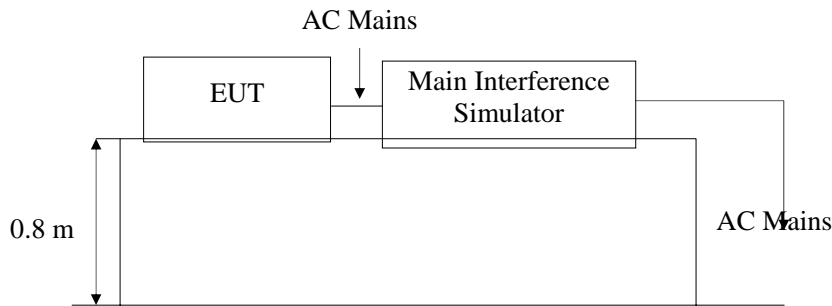 AC Mains
EUT
Main Interference
Simulator
0.8 m
AC Mains